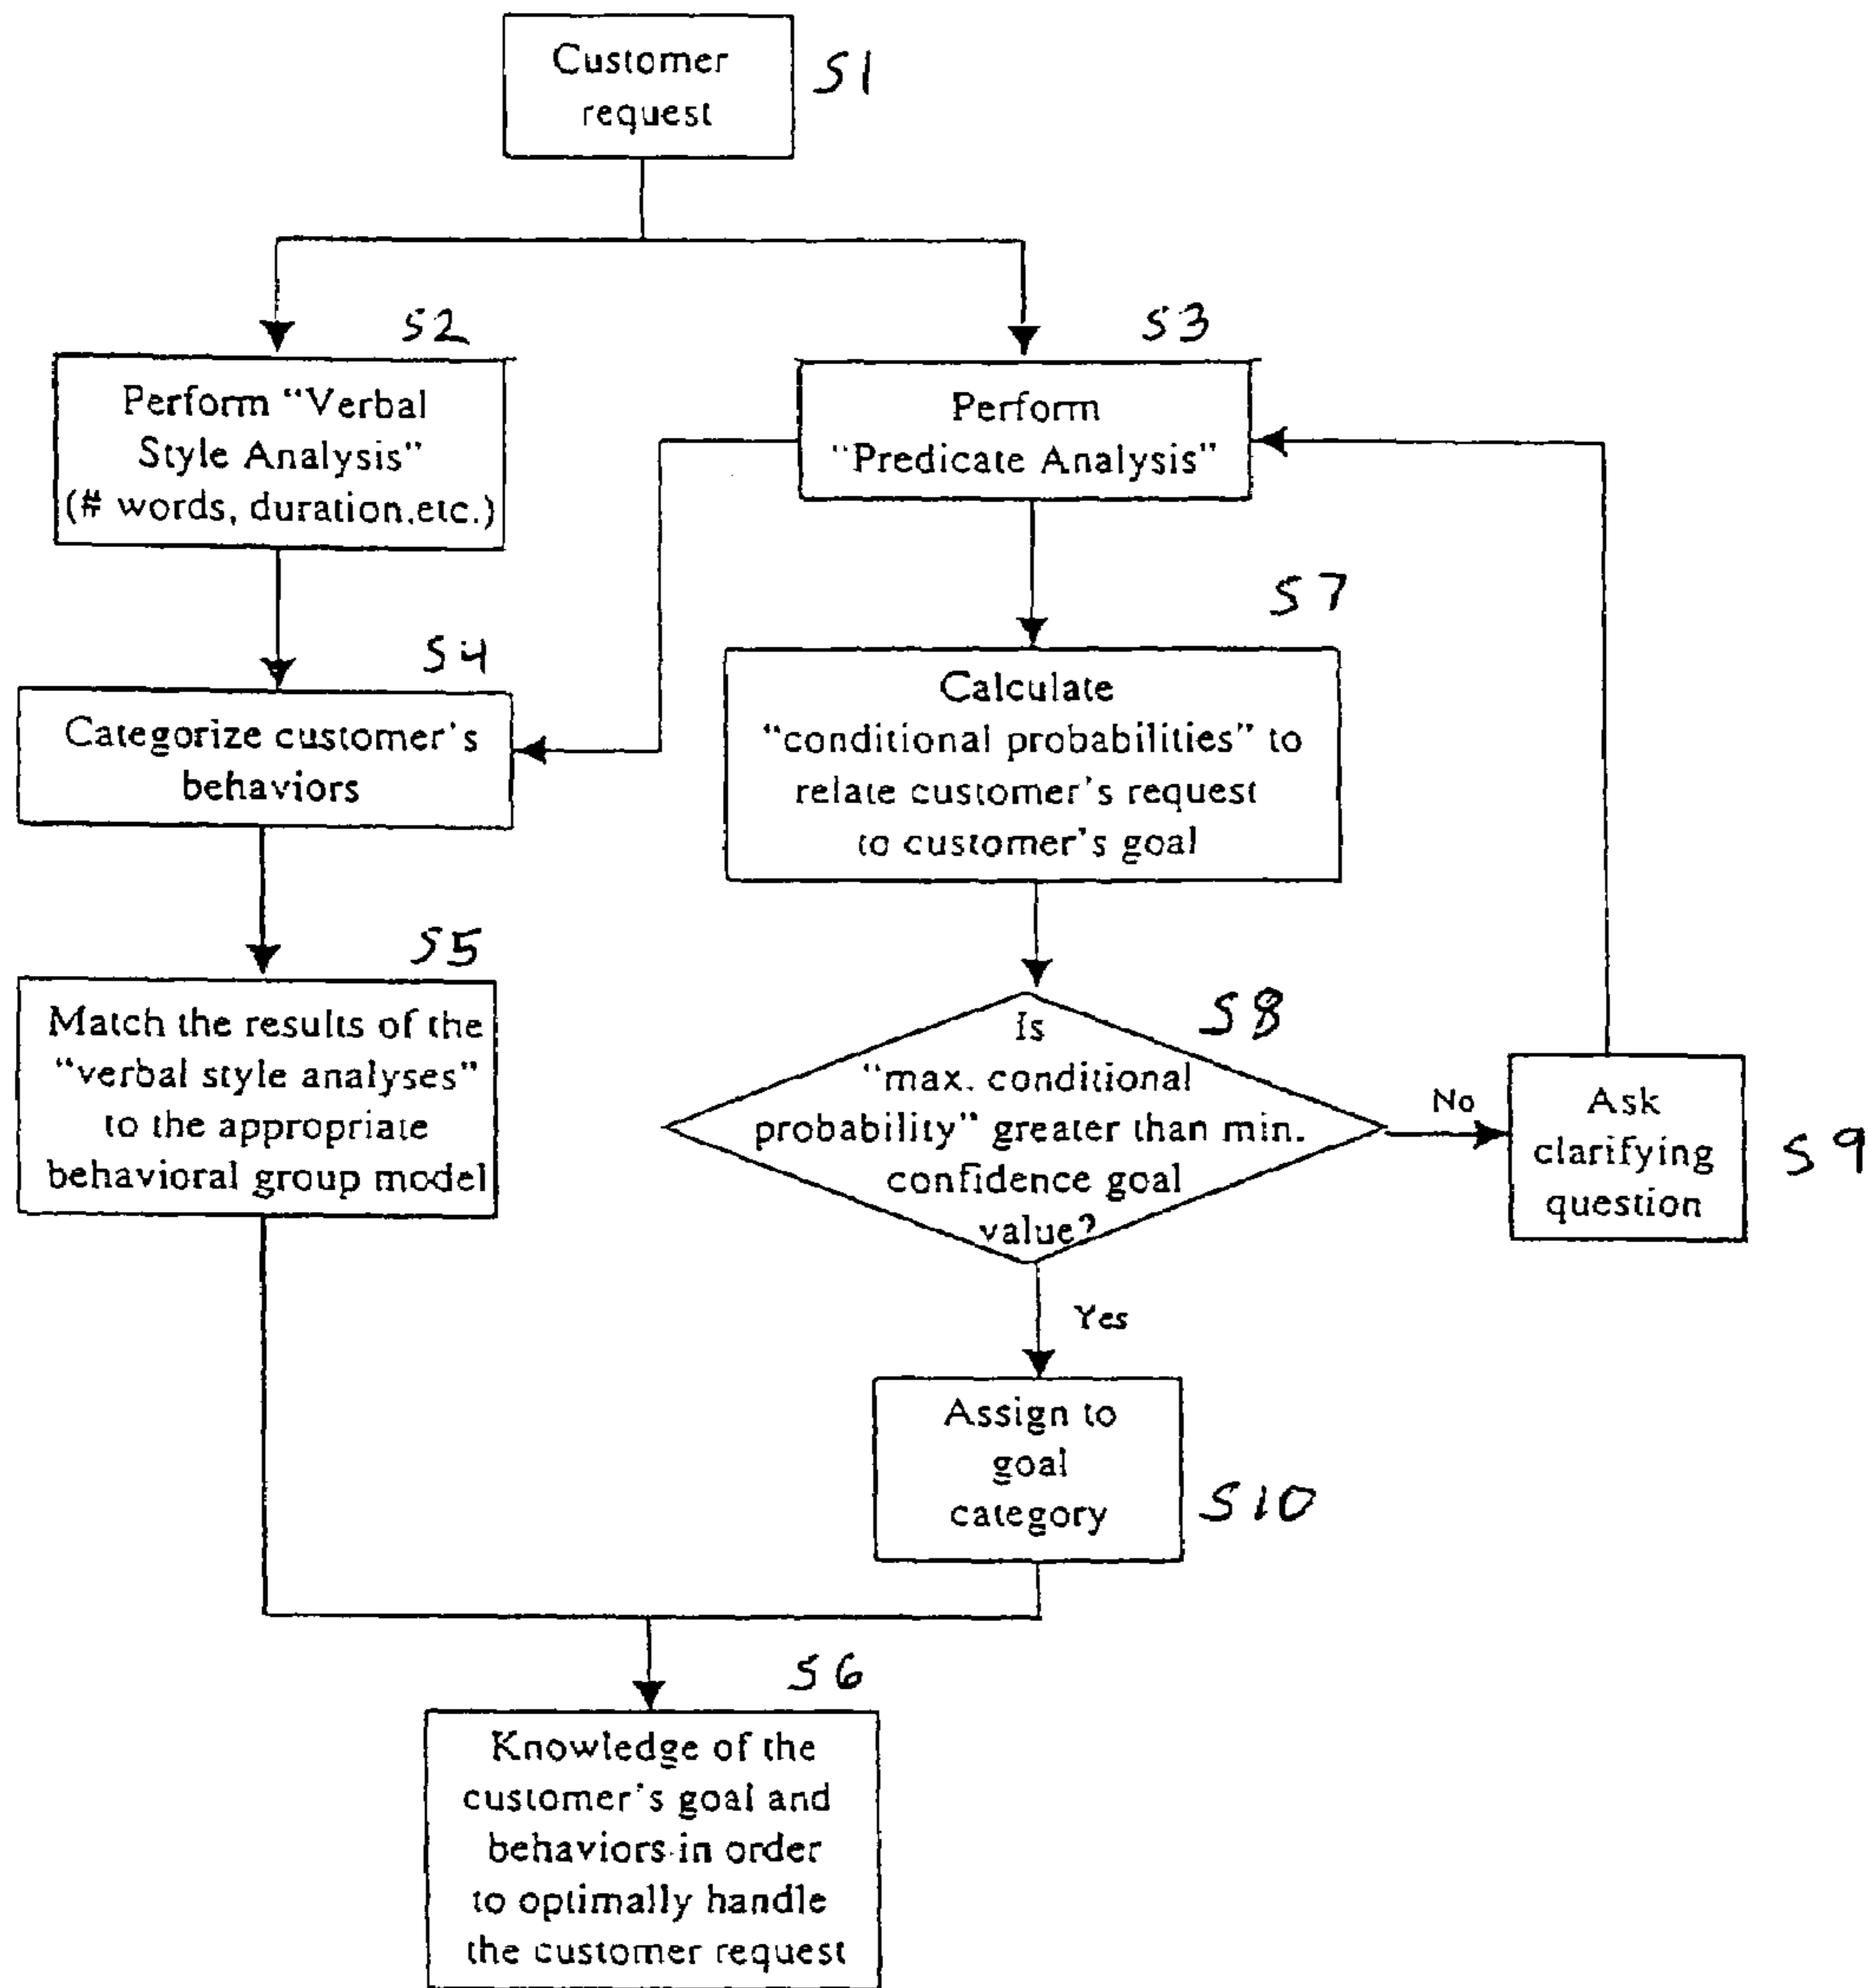 Customer
request
S1
S2
Perform “Verbal
Style Analysis”
(# words, duration,etc.)
S3
Perform
“Predicate Analysis”
S4
Categorize customer’s
behaviors
S7
Calculate
“conditional probabilities” to
relate customer’s request
to customer’s goal
S5
Match the results of the
“verbal style analyses”
to the appropriate
behavioral group model
S8
Is
“max. conditional
probability” greater than min.
confidence goal
value?
No
Ask
clarifying
question
S9
Yes
Assign to
goal
category
S10
S6
Knowledge of the
customer’s goal and
behaviors in order
to optimally handle
the customer request